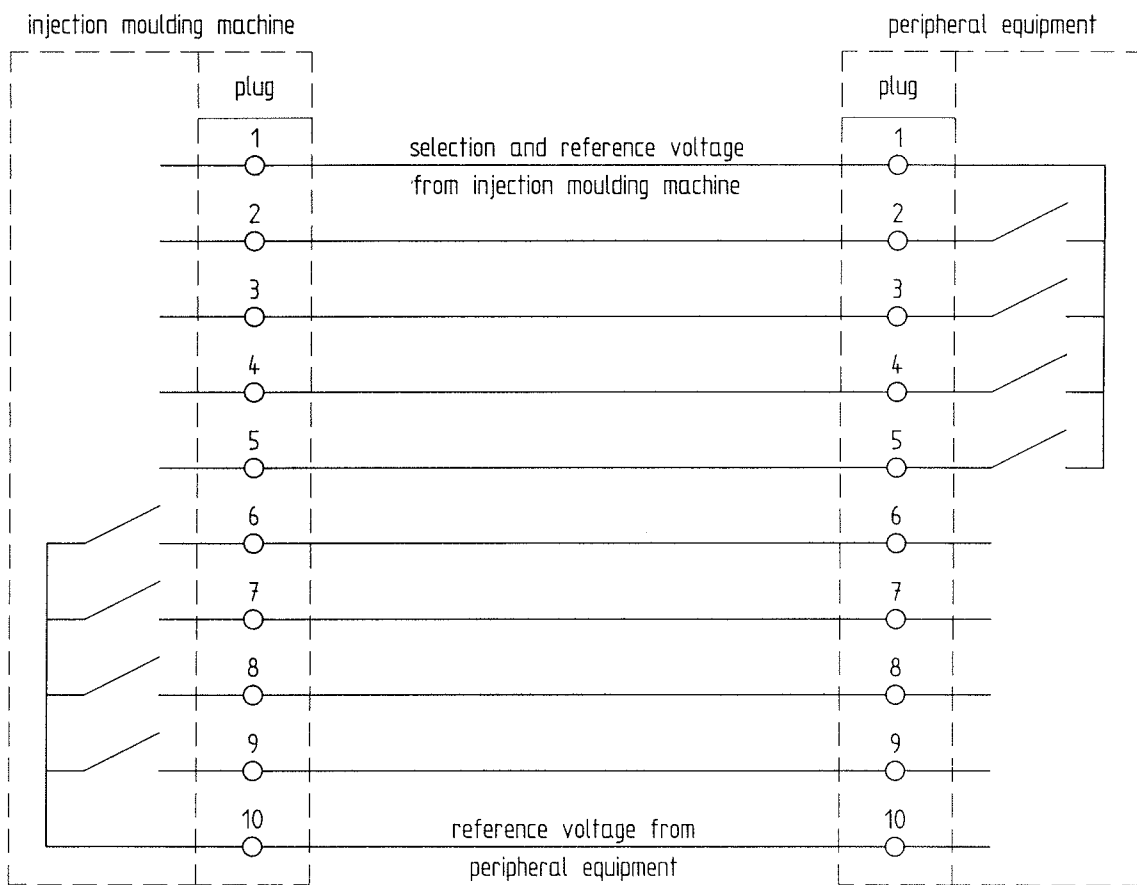 injection moulding machine peripheral equipment
plug plug
1 1
selection and reference voltage
from injection moulding machine
2 2
3 3
4 4
5 5
6 6
7 7
8 8
9 9
10 10
reference voltage from
peripheral equipment